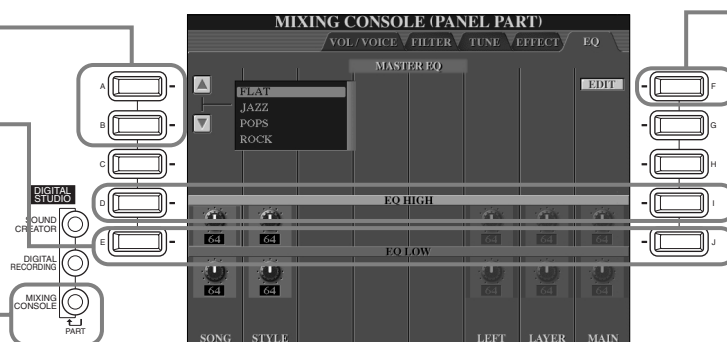 MIXING CONSOLE (PANEL PART)
VOL / VOICE FILTER TUNE EFFECT EQ
MASTER EQ
A
FLAT
EDIT
F
JAZZ
B
POPS
G
ROCK
C
H
DIGITAL
STUDIO
D
EQ HIGH
I
SOUND
CREATOR
E
64 64 64 64 64
J
EQ LOW
DIGITAL
RECORDING
64 64 64 64 64
MIXING
CONSOLE
PART
SONG STYLE LEFT LAYER MAIN